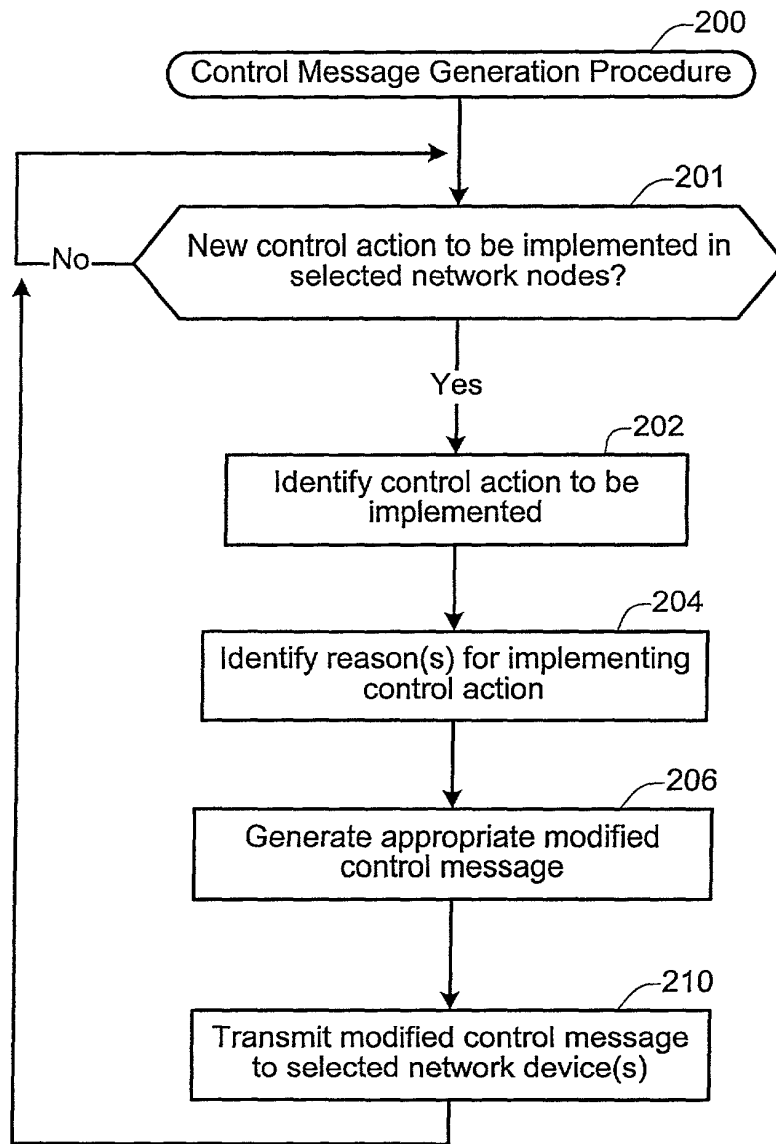 200
Control Message Generation Procedure
201
New control action to be implemented in
selected network nodes?
No
Yes
202
Identify control action to be
implemented
204
Identify reason(s) for implementing
control action
206
Generate appropriate modified
control message
210
Transmit modified control message
to selected network device(s)